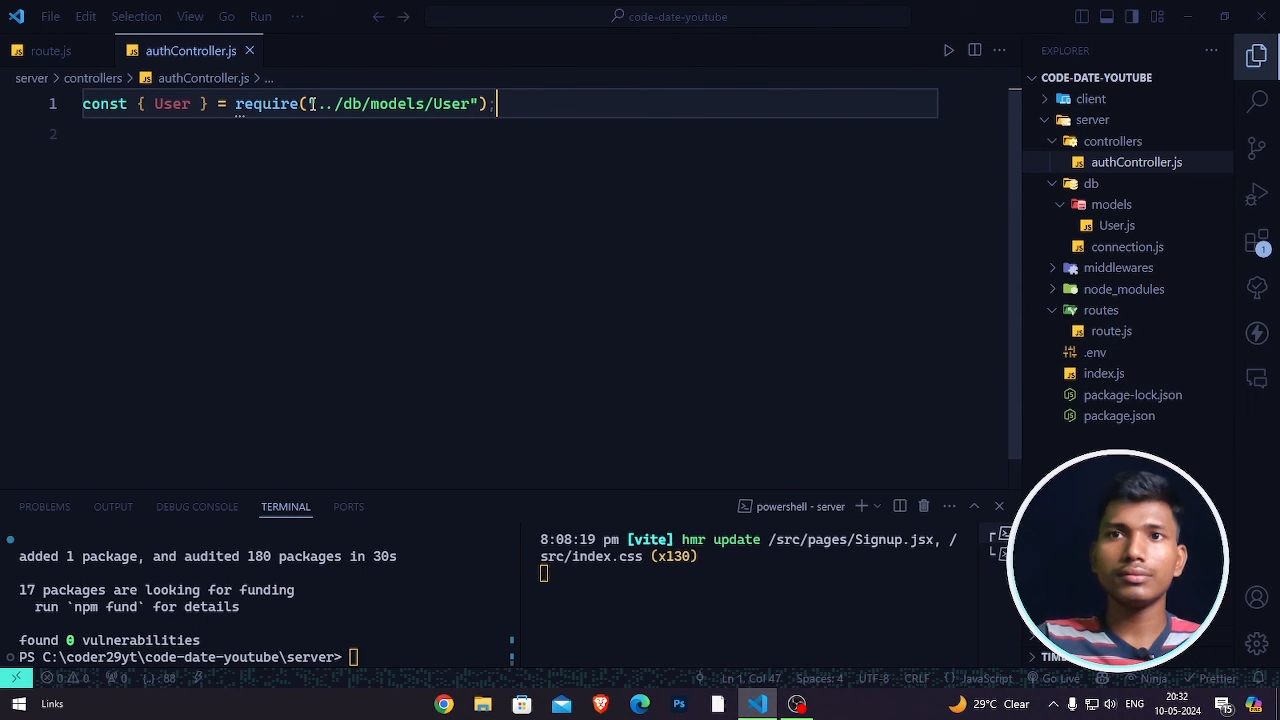 File Edit Selection View Go Run ···
code-date-youtube
route.js
authController.js
EXPLORER
server > controllers > authController.js > ...
CODE-DATE-YOUTUBE
1 const { User } = require("../db/models/User");
2
client
server
controllers
authController.js
db
models
User.js
connection.js
middlewares
node_modules
routes
route.js
.env
index.js
package-lock.json
package.json
1
PROBLEMS OUTPUT DEBUG CONSOLE TERMINAL PORTS
powershell - server
added 1 package, and audited 180 packages in 30s
17 packages are looking for funding
run `npm fund` for details
found 0 vulnerabilities
PS C:\coder29yt\code-date-youtube\server>
8:08:19 pm [vite] hmr update /src/pages/Signup.jsx, /
src/index.css (x130)
0 0 0 88 Ln 1, Col 47 Spaces: 4 UTF-8 CRLF JavaScript Go Live Ninja Prettier
Links
29°C Clear
ENG
20:32
10-05-2024